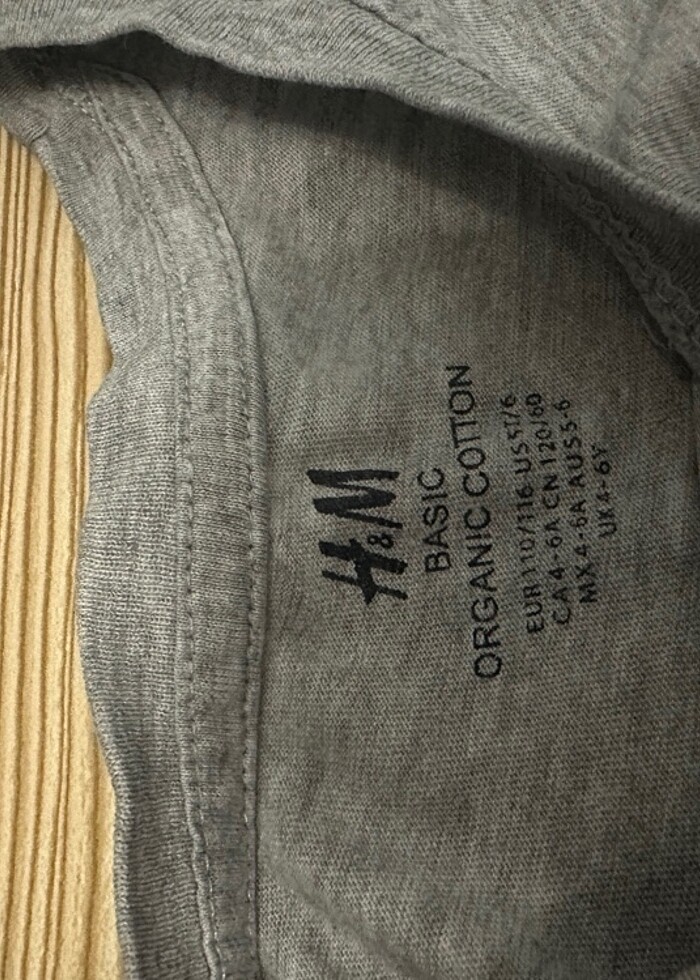 H&M
BASIC
ORGANIC COTTON
EUR 110/116 US 5T/6
CA 4-6A CN 120/60
MX 4-6A AUS 5-6
UK 4-6Y